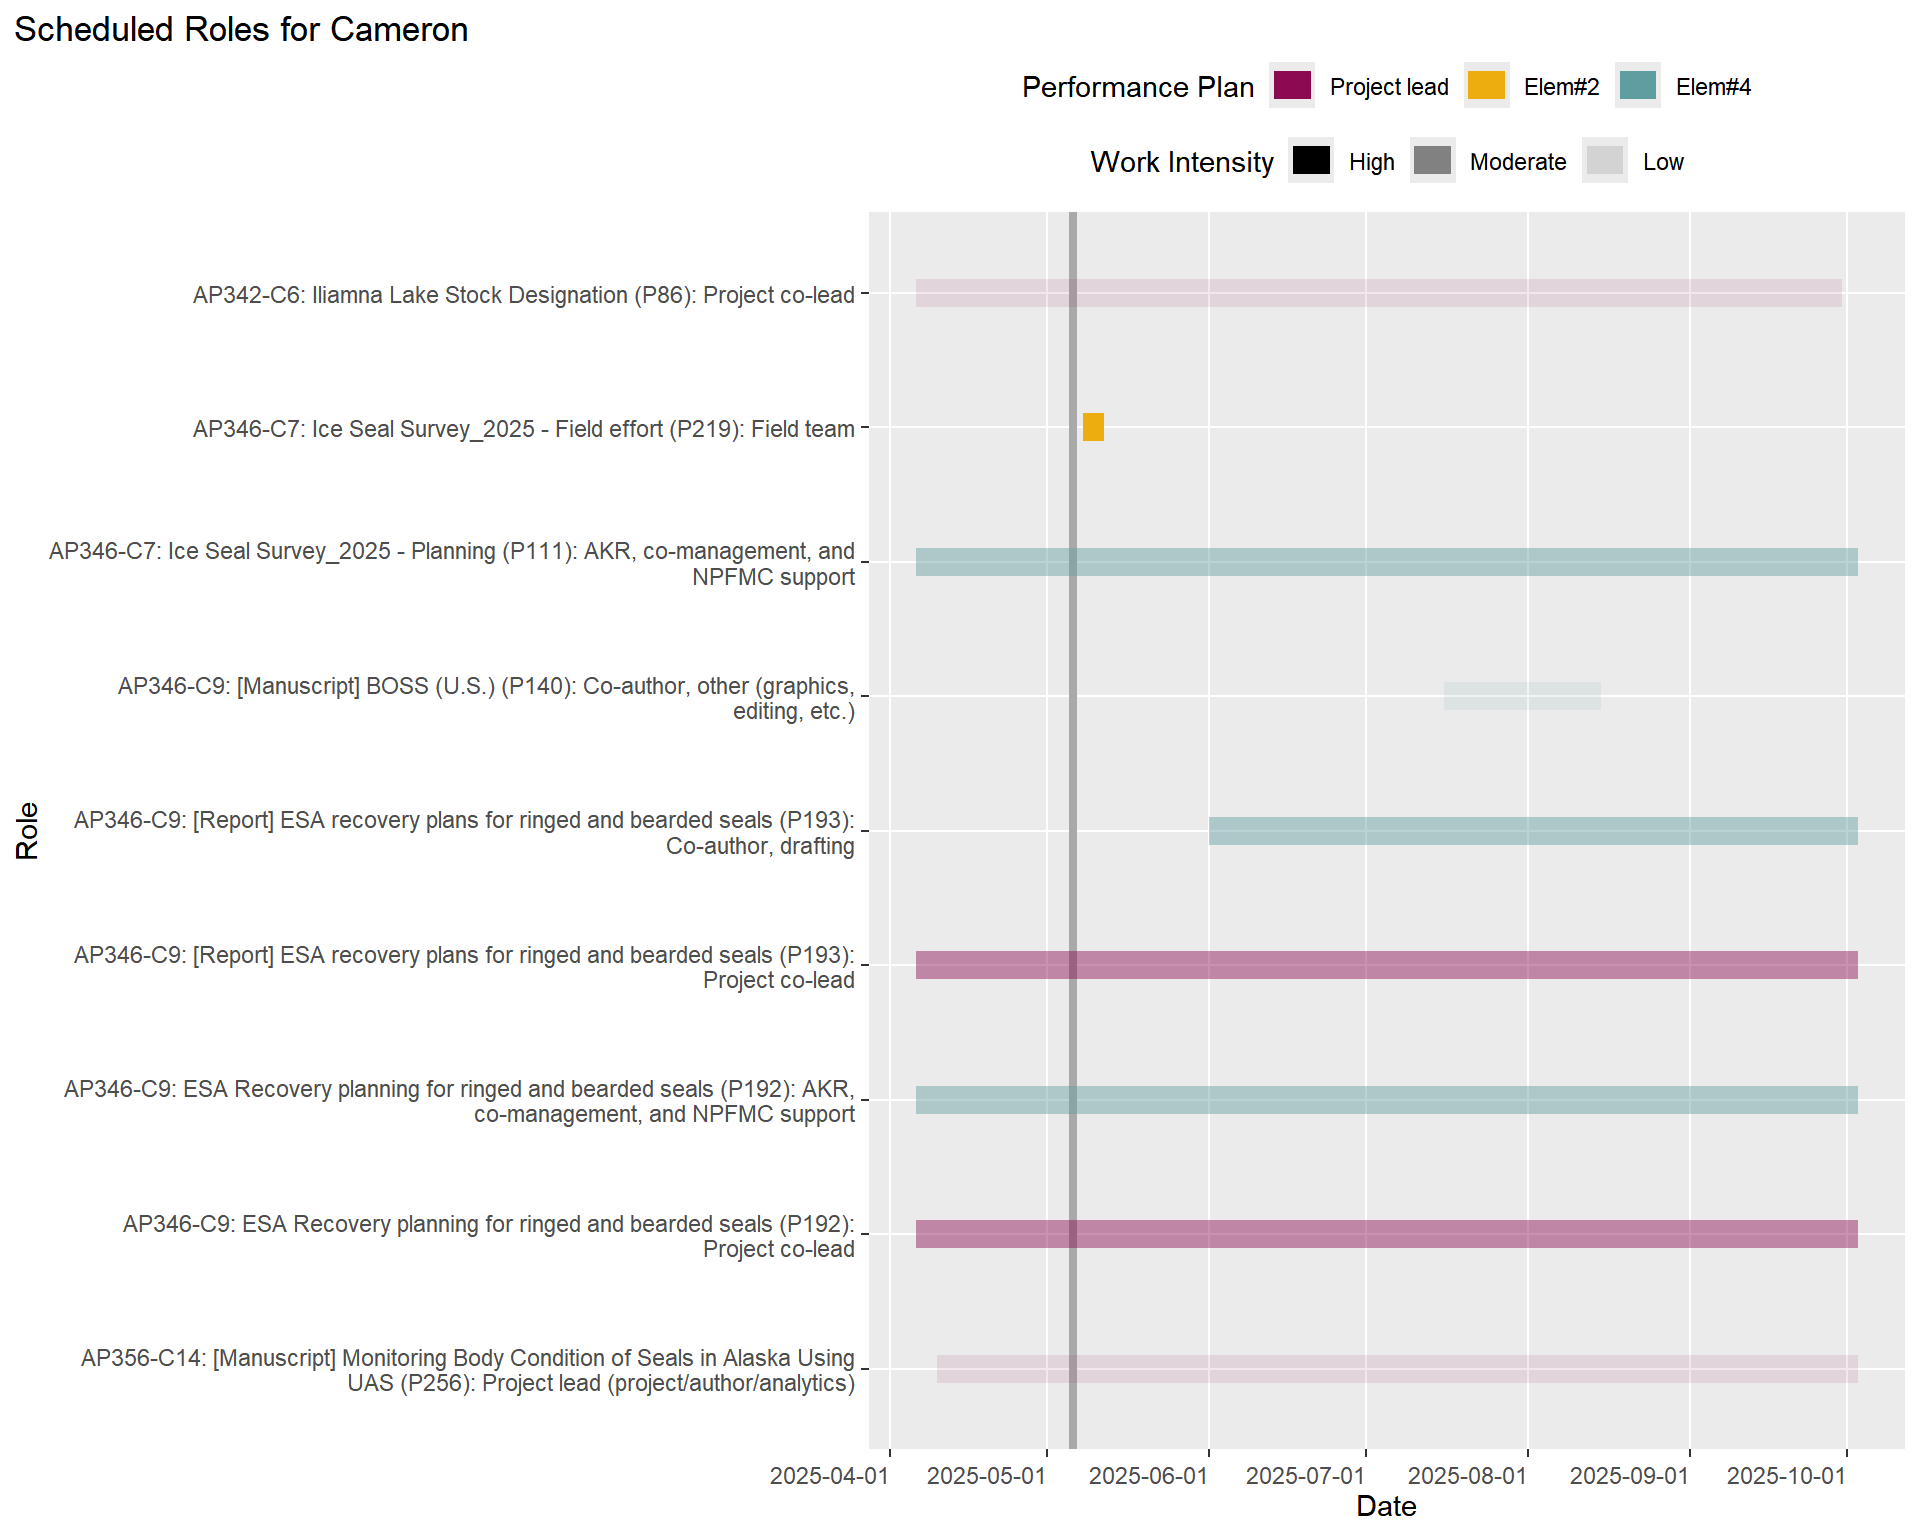 Scheduled Roles for Cameron
Performance Plan Project lead Elem#2 Elem#4
Work Intensity High Moderate Low
AP342-C6: Iliamna Lake Stock Designation (P86): Project co-lead
AP346-C7: Ice Seal Survey_2025 - Field effort (P219): Field team
AP346-C7: Ice Seal Survey_2025 - Planning (P111): AKR, co-management, and
NPFMC support
AP346-C9: [Manuscript] BOSS (U.S.) (P140): Co-author, other (graphics,
editing, etc.)
AP346-C9: [Report] ESA recovery plans for ringed and bearded seals (P193):
Co-author, drafting
AP346-C9: [Report] ESA recovery plans for ringed and bearded seals (P193):
Project co-lead
AP346-C9: ESA Recovery planning for ringed and bearded seals (P192): AKR,
co-management, and NPFMC support
AP346-C9: ESA Recovery planning for ringed and bearded seals (P192):
Project co-lead
AP356-C14: [Manuscript] Monitoring Body Condition of Seals in Alaska Using
UAS (P256): Project lead (project/author/analytics)
Role
2025-04-01 2025-05-01 2025-06-01 2025-07-01 2025-08-01 2025-09-01 2025-10-01
Date